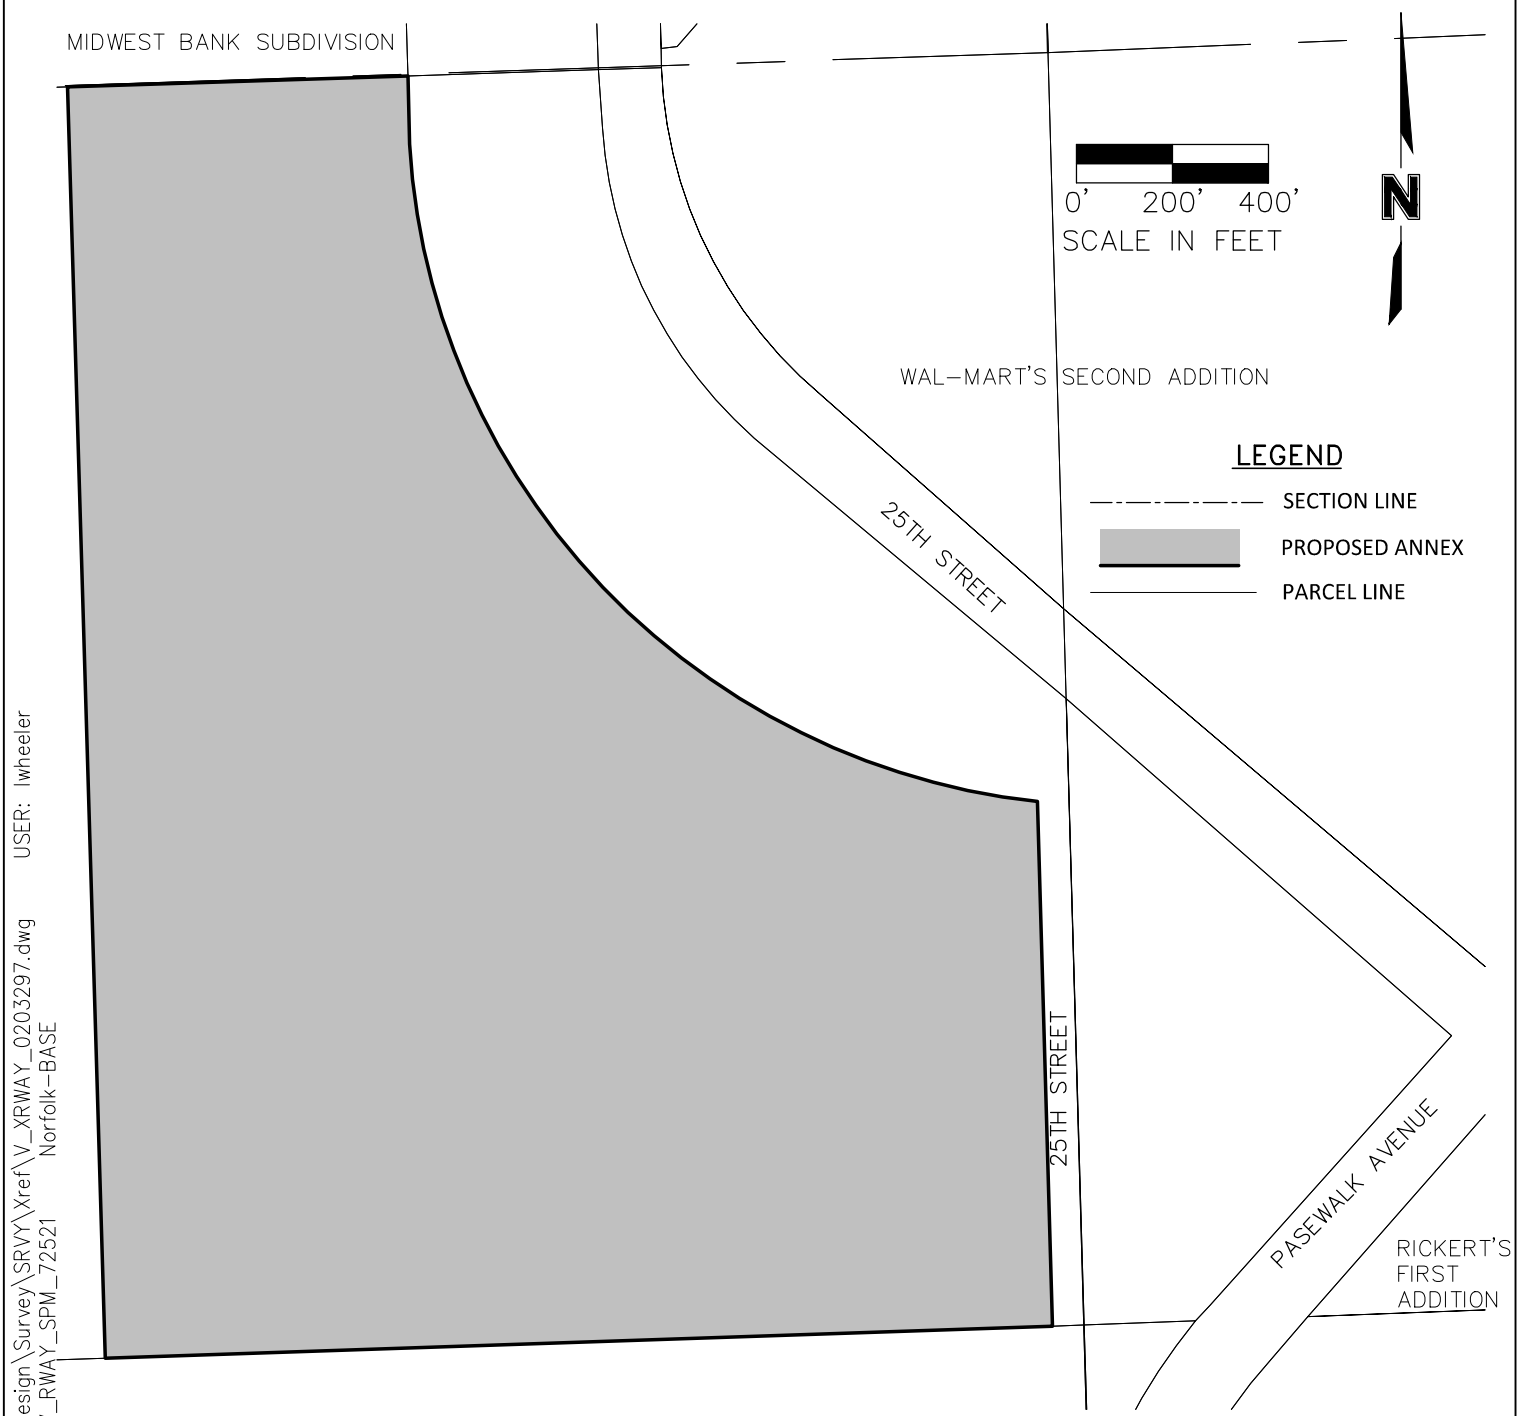 MIDWEST BANK SUBDIVISION
0' 200' 400'
SCALE IN FEET
N
WAL-MART'S SECOND ADDITION
LEGEND
SECTION LINE
PROPOSED ANNEX
PARCEL LINE
25TH STREET
25TH STREET
PASEWALK AVENUE
RICKERT'S
FIRST
ADDITION
esign\Survey\SRVY\Xref\V_XRWAY_0203297.dwg USER: lwheeler
_RWAY_SPM_72521 Norfolk-BASE